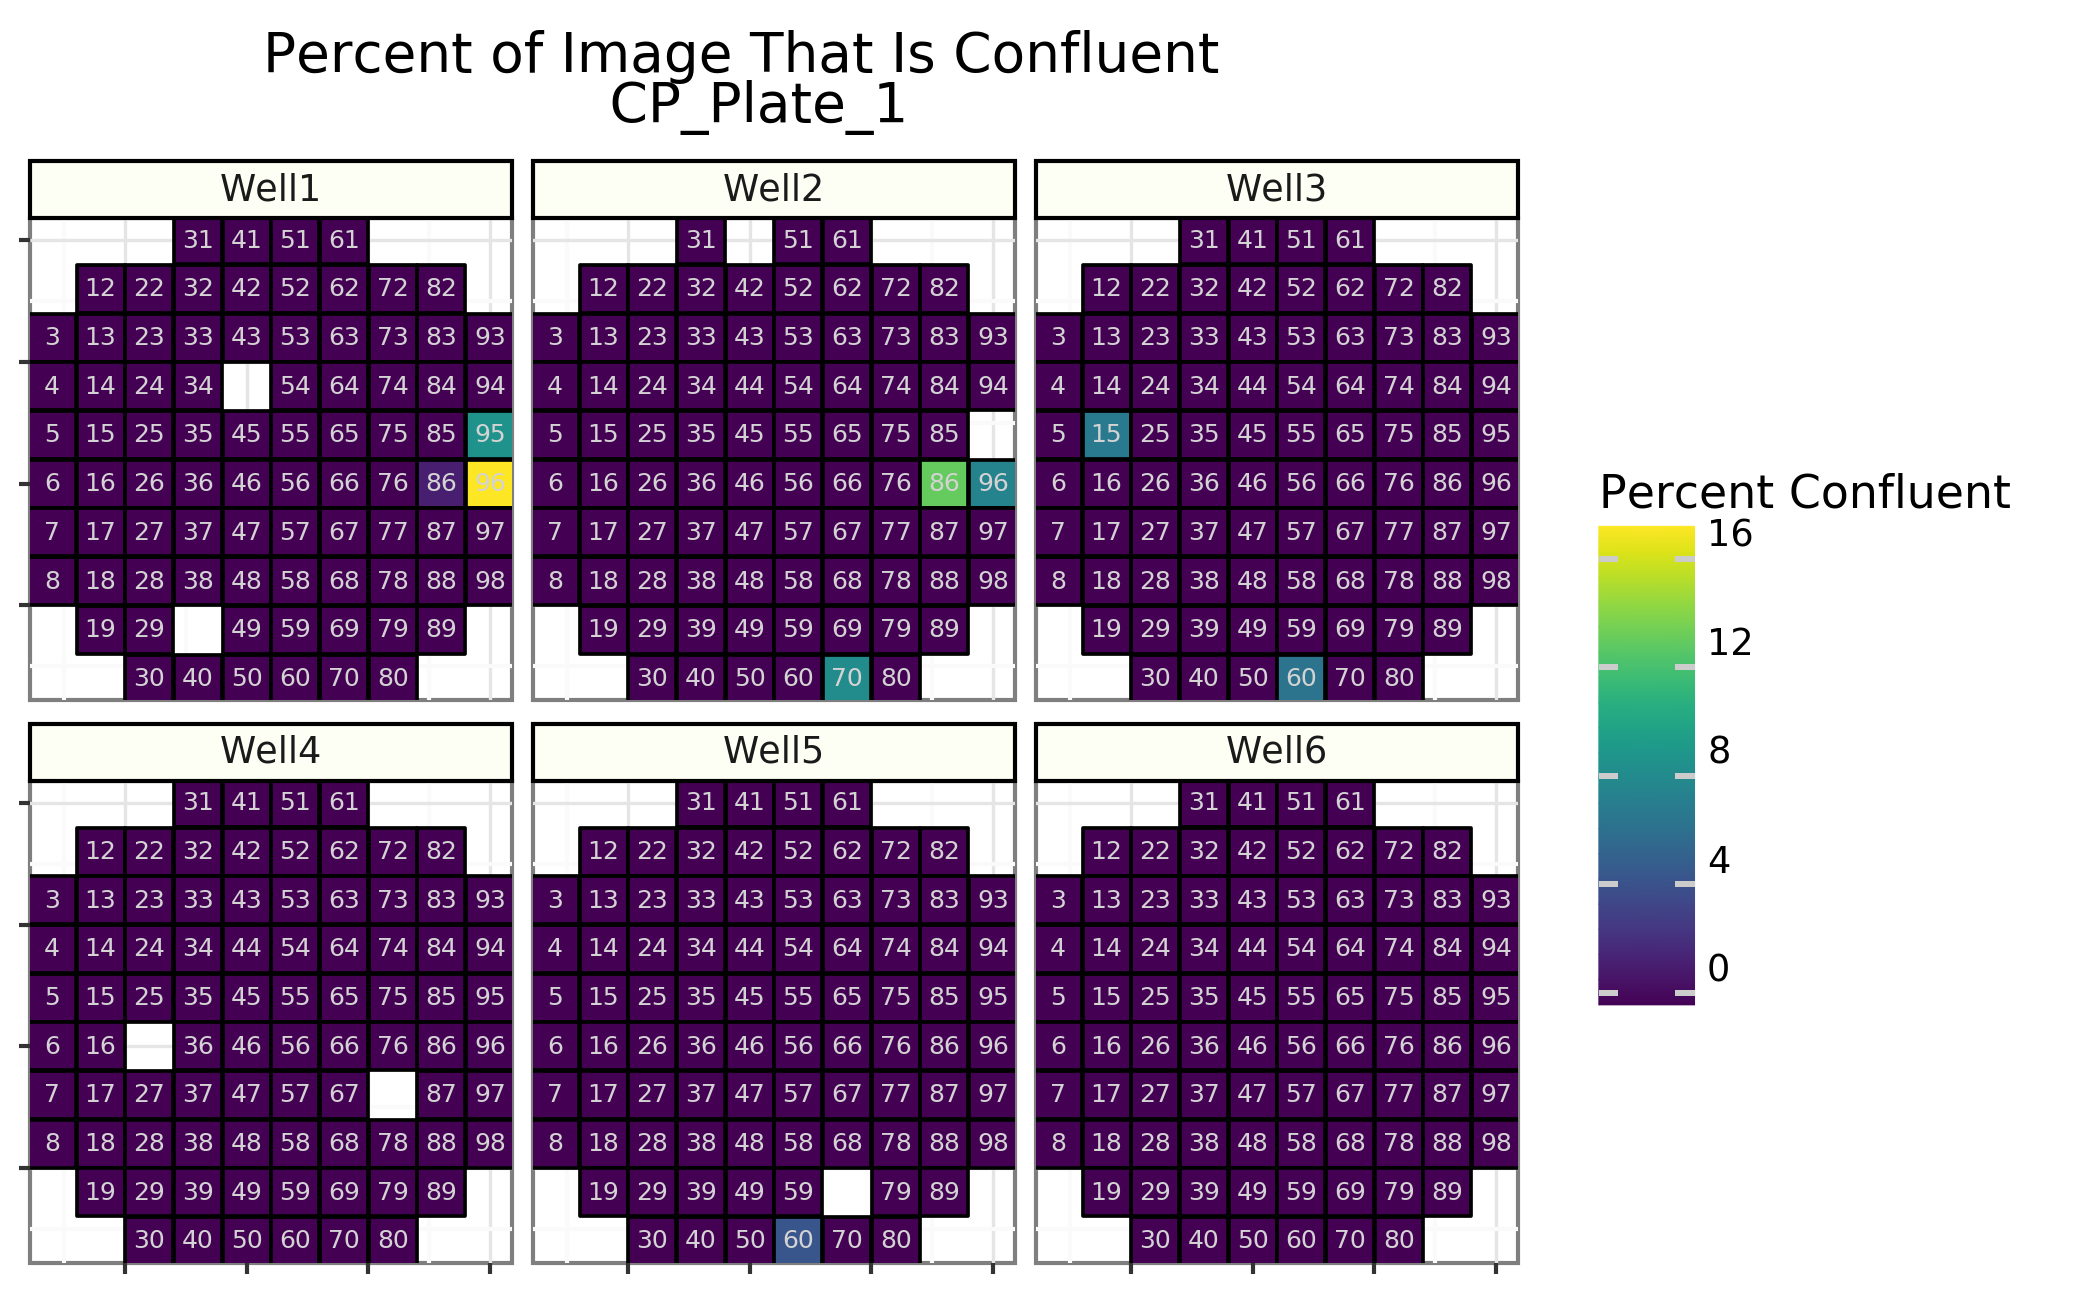 Percent of Image That Is Confluent
CP_Plate_1
Well1 Well2 Well3
31 41 51 61 31 51 61 31 41 51 61
12 22 32 42 52 62 72 82 12 22 32 42 52 62 72 82 12 22 32 42 52 62 72 82
3 13 23 33 43 53 63 73 83 93 3 13 23 33 43 53 63 73 83 93 3 13 23 33 43 53 63 73 83 93
4 14 24 34 54 64 74 84 94 4 14 24 34 44 54 64 74 84 94 4 14 24 34 44 54 64 74 84 94
5 15 25 35 45 55 65 75 85 95 5 15 25 35 45 55 65 75 85 5 15 25 35 45 55 65 75 85 95
6 16 26 36 46 56 66 76 86 96 6 16 26 36 46 56 66 76 86 96 6 16 26 36 46 56 66 76 86 96
7 17 27 37 47 57 67 77 87 97 7 17 27 37 47 57 67 77 87 97 7 17 27 37 47 57 67 77 87 97
8 18 28 38 48 58 68 78 88 98 8 18 28 38 48 58 68 78 88 98 8 18 28 38 48 58 68 78 88 98
19 29 49 59 69 79 89 19 29 39 49 59 69 79 89 19 29 39 49 59 69 79 89
30 40 50 60 70 80 30 40 50 60 70 80 30 40 50 60 70 80
Well4 Well5 Well6
31 41 51 61 31 41 51 61 31 41 51 61
12 22 32 42 52 62 72 82 12 22 32 42 52 62 72 82 12 22 32 42 52 62 72 82
3 13 23 33 43 53 63 73 83 93 3 13 23 33 43 53 63 73 83 93 3 13 23 33 43 53 63 73 83 93
4 14 24 34 44 54 64 74 84 94 4 14 24 34 44 54 64 74 84 94 4 14 24 34 44 54 64 74 84 94
5 15 25 35 45 55 65 75 85 95 5 15 25 35 45 55 65 75 85 95 5 15 25 35 45 55 65 75 85 95
6 16 36 46 56 66 76 86 96 6 16 26 36 46 56 66 76 86 96 6 16 26 36 46 56 66 76 86 96
7 17 27 37 47 57 67 87 97 7 17 27 37 47 57 67 77 87 97 7 17 27 37 47 57 67 77 87 97
8 18 28 38 48 58 68 78 88 98 8 18 28 38 48 58 68 78 88 98 8 18 28 38 48 58 68 78 88 98
19 29 39 49 59 69 79 89 19 29 39 49 59 79 89 19 29 39 49 59 69 79 89
30 40 50 60 70 80 30 40 50 60 70 80 30 40 50 60 70 80
Percent Confluent
16
12
8
4
0